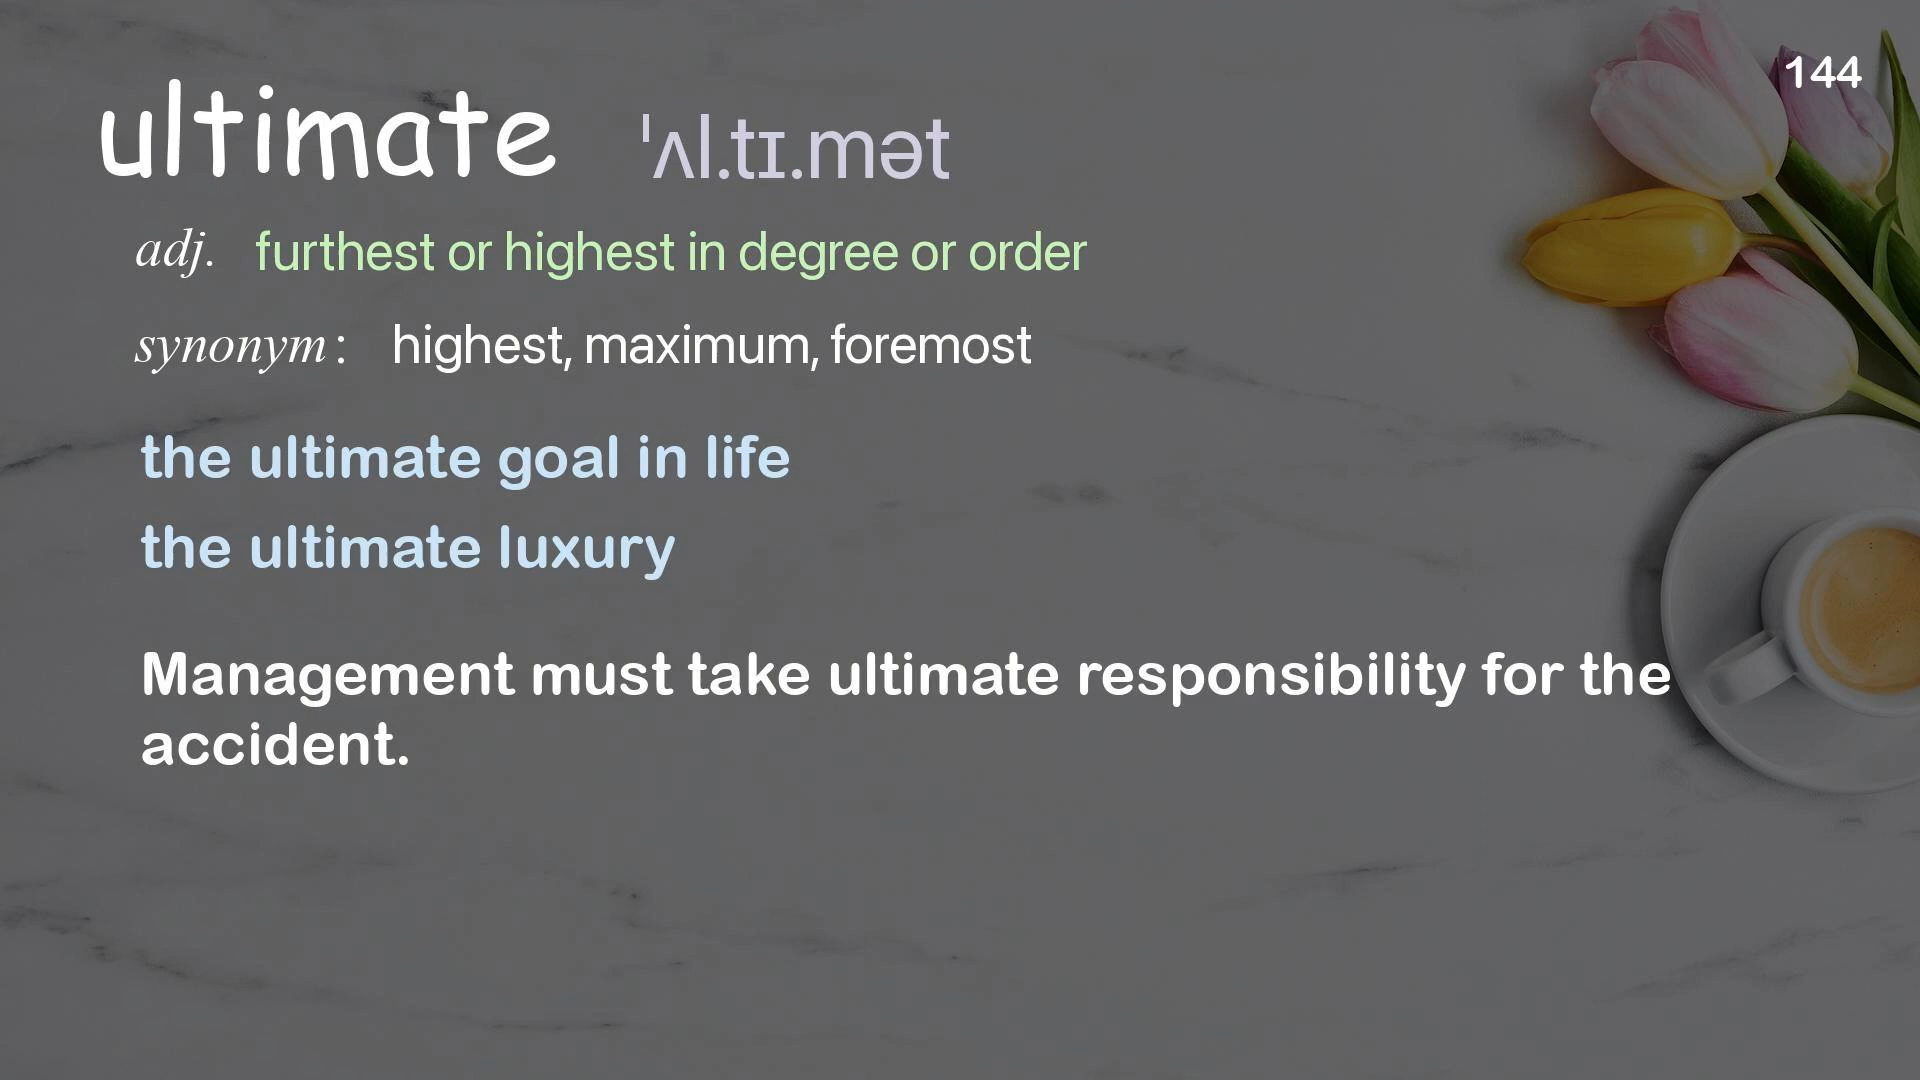 144
ultimate ˈʌl.tɪ.mət
adj. furthest or highest in degree or order
synonym: highest, maximum, foremost
the ultimate goal in life
the ultimate luxury
Management must take ultimate responsibility for the
accident.